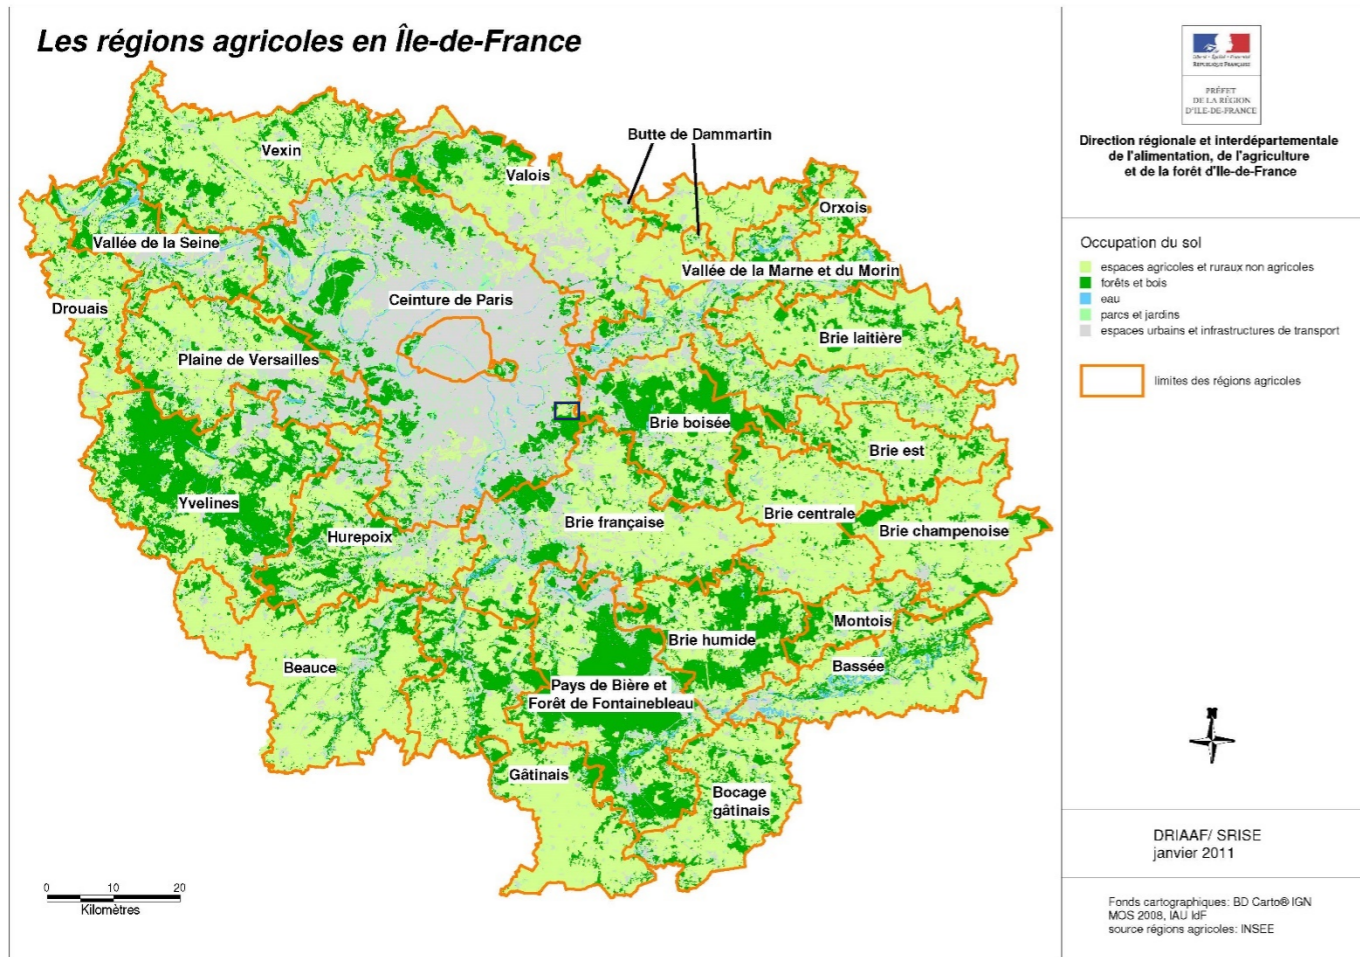 Les régions agricoles en Île-de-France
Liberté • Égalité • Fraternité
RÉPUBLIQUE FRANÇAISE
PRÉFET
DE LA RÉGION
D'ILE-DE-FRANCE
Direction régionale et interdépartementale
de l'alimentation, de l'agriculture
et de la forêt d'Ile-de-France
Butte de Dammartin
Vexin
Valois
Orxois
Vallée de la Seine
Vallée de la Marne et du Morin
Drouais
Ceinture de Paris
Plaine de Versailles
Brie laitière
Brie boisée
Brie est
Yvelines
Hurepoix
Brie française
Brie centrale
Brie champenoise
Montois
Brie humide
Beauce
Bassée
Pays de Bière et
Forêt de Fontainebleau
Gâtinais
Bocage
gâtinais
0 10 20
Kilomètres
Occupation du sol
espaces agricoles et ruraux non agricoles
forêts et bois
eau
parcs et jardins
espaces urbains et infrastructures de transport
limites des régions agricoles
N
DRIAAF/ SRISE
janvier 2011
Fonds cartographiques: BD Carto® IGN
MOS 2008, IAU IdF
source régions agricoles: INSEE